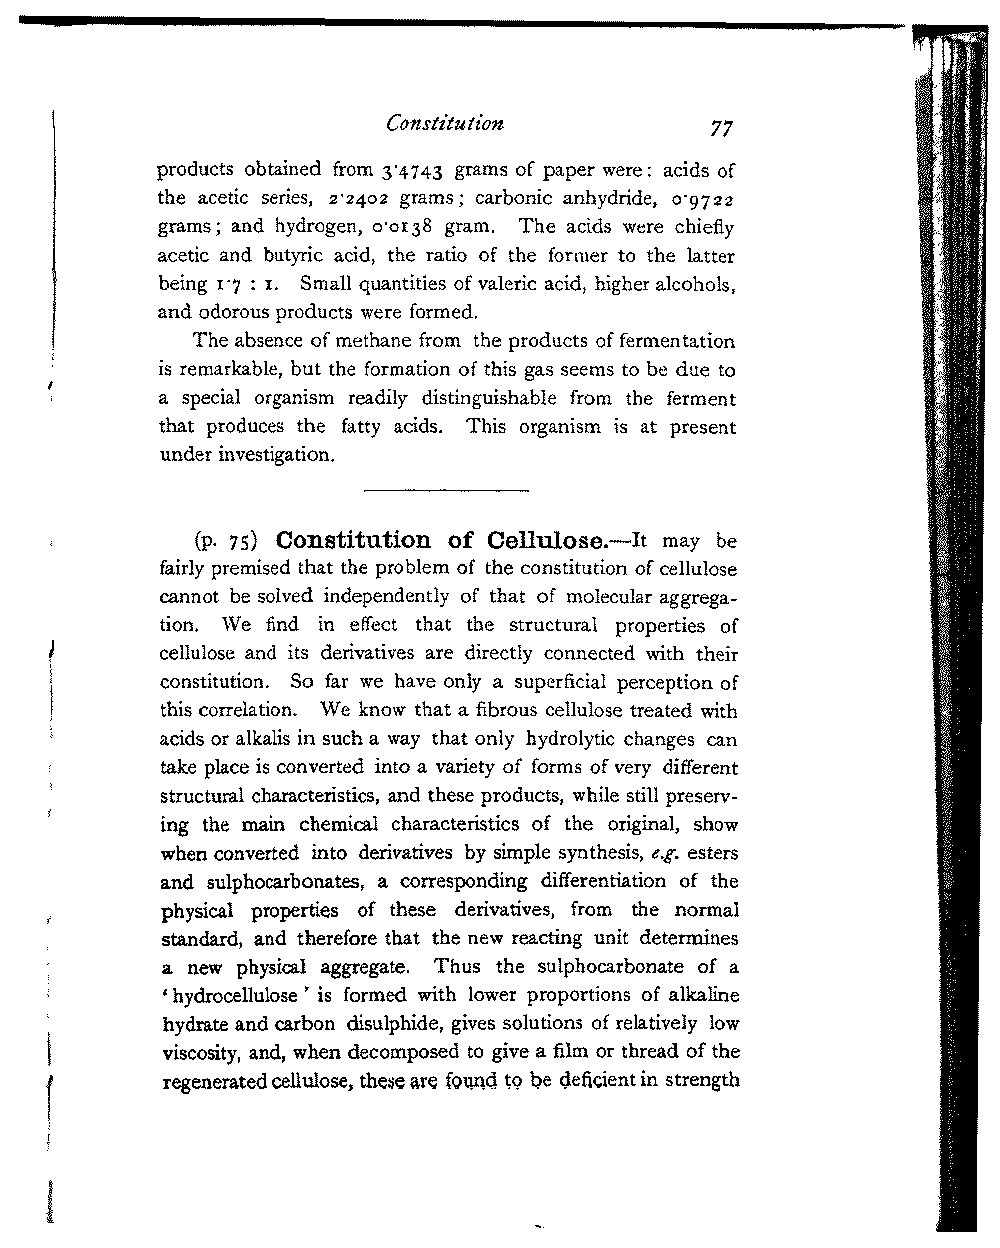 Constitution 77
products obtained from 3·4743 grams of paper were: acids of
the acetic series, 2·2402 grams; carbonic anhydride, 0·9722
grams; and hydrogen, 0·0138 gram. The acids were chiefly
acetic and butyric acid, the ratio of the former to the latter
being 1·7 : 1. Small quantities of valeric acid, higher alcohols,
and odorous products were formed.
The absence of methane from the products of fermentation
is remarkable, but the formation of this gas seems to be due to
a special organism readily distinguishable from the ferment
that produces the fatty acids. This organism is at present
under investigation.
(p. 75) Constitution of Cellulose.—It may be
fairly premised that the problem of the constitution of cellulose
cannot be solved independently of that of molecular aggrega-
tion. We find in effect that the structural properties of
cellulose and its derivatives are directly connected with their
constitution. So far we have only a superficial perception of
this correlation. We know that a fibrous cellulose treated with
acids or alkalis in such a way that only hydrolytic changes can
take place is converted into a variety of forms of very different
structural characteristics, and these products, while still preserv-
ing the main chemical characteristics of the original, show
when converted into derivatives by simple synthesis, e.g. esters
and sulphocarbonates, a corresponding differentiation of the
physical properties of these derivatives, from the normal
standard, and therefore that the new reacting unit determines
a new physical aggregate. Thus the sulphocarbonate of a
‘hydrocellulose’ is formed with lower proportions of alkaline
hydrate and carbon disulphide, gives solutions of relatively low
viscosity, and, when decomposed to give a film or thread of the
regenerated cellulose, these are found to be deficient in strength